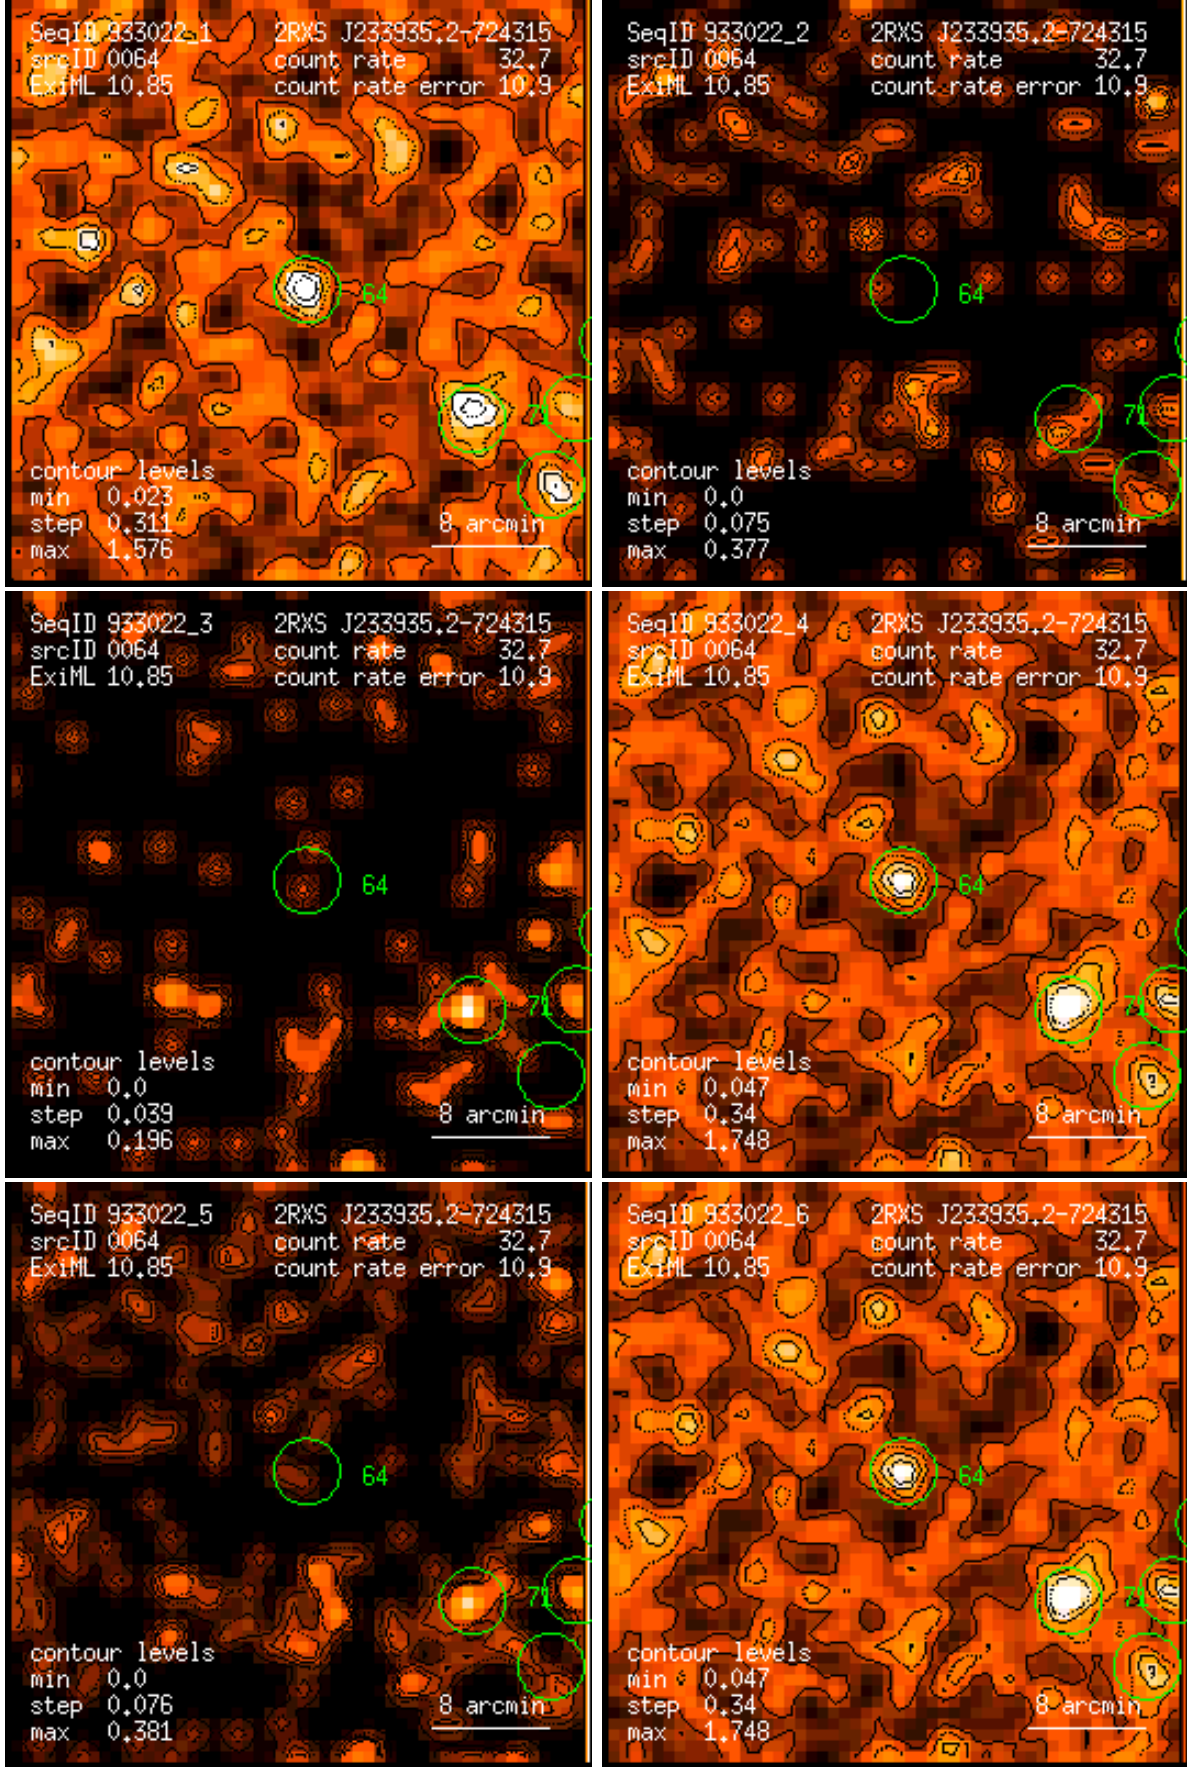 SeqID 933022_1 2RXS J233935.2-724315
srcID 0064 count rate 32.7
ExiML 10.85 count rate error 10.9
64
71
contour levels
min 0.023
step 0.311
max 1.576
8 arcmin
SeqID 933022_2 2RXS J233935.2-724315
srcID 0064 count rate 32.7
ExiML 10.85 count rate error 10.9
64
71
contour levels
min 0.0
step 0.075
max 0.377
8 arcmin
SeqID 933022_3 2RXS J233935.2-724315
srcID 0064 count rate 32.7
ExiML 10.85 count rate error 10.9
64
71
contour levels
min 0.0
step 0.039
max 0.196
8 arcmin
SeqID 933022_4 2RXS J233935.2-724315
srcID 0064 count rate 32.7
ExiML 10.85 count rate error 10.9
64
71
contour levels
min 0.047
step 0.34
max 1.748
8 arcmin
SeqID 933022_5 2RXS J233935.2-724315
srcID 0064 count rate 32.7
ExiML 10.85 count rate error 10.9
64
71
contour levels
min 0.0
step 0.076
max 0.381
8 arcmin
SeqID 933022_6 2RXS J233935.2-724315
srcID 0064 count rate 32.7
ExiML 10.85 count rate error 10.9
64
71
contour levels
min 0.047
step 0.34
max 1.748
8 arcmin